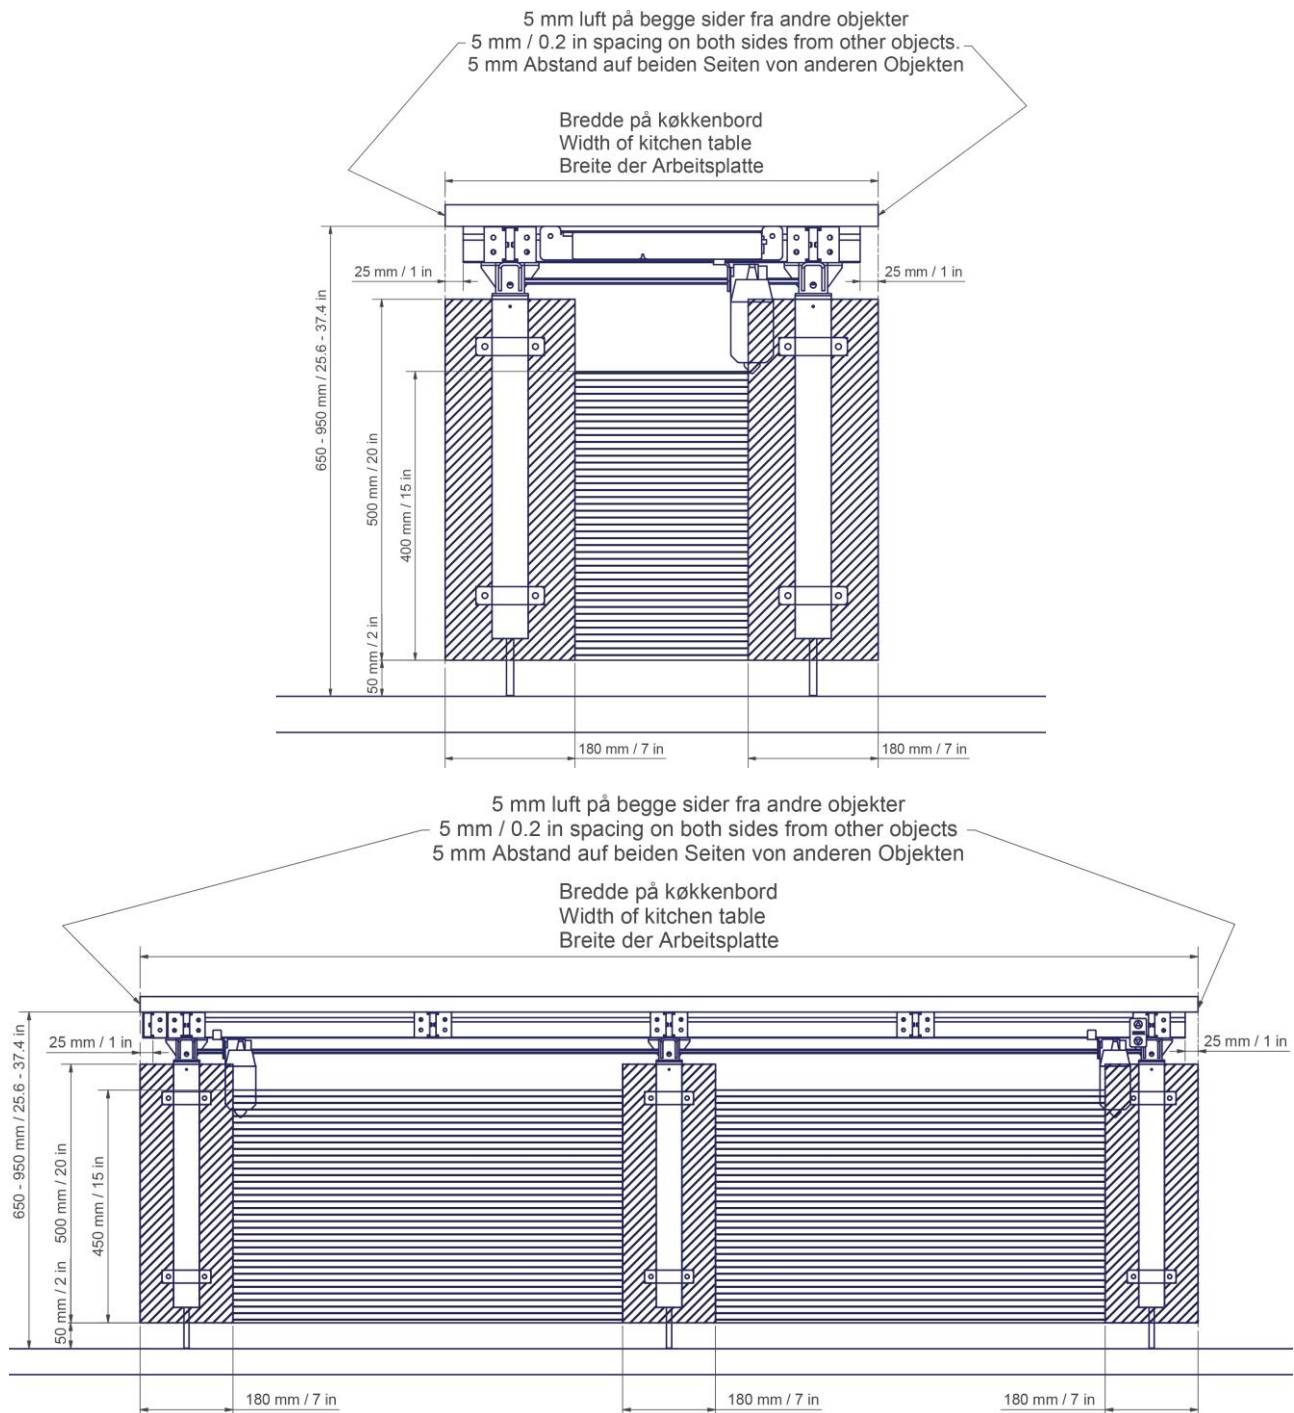 5 mm luft på begge sider fra andre objekter
5 mm / 0.2 in spacing on both sides from other objects.
5 mm Abstand auf beiden Seiten von anderen Objekten
Bredde på køkkenbord
Width of kitchen table
Breite der Arbeitsplatte
25 mm / 1 in
25 mm / 1 in
650 - 950 mm / 25.6 - 37.4 in
500 mm / 20 in
400 mm / 15 in
50 mm / 2 in
180 mm / 7 in
180 mm / 7 in
5 mm luft på begge sider fra andre objekter
5 mm / 0.2 in spacing on both sides from other objects
5 mm Abstand auf beiden Seiten von anderen Objekten
Bredde på køkkenbord
Width of kitchen table
Breite der Arbeitsplatte
25 mm / 1 in
25 mm / 1 in
650 - 950 mm / 25.6 - 37.4 in
500 mm / 20 in
450 mm / 15 in
50 mm / 2 in
180 mm / 7 in
180 mm / 7 in
180 mm / 7 in